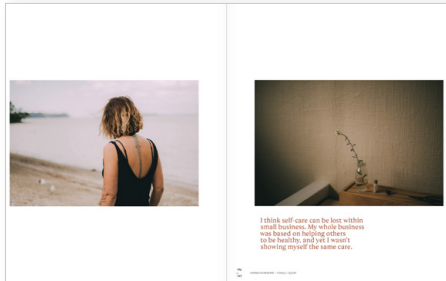 I think self-care can be lost within
small business. My whole business
was based on helping others
to be healthy, and yet I wasn't
showing myself the same care.